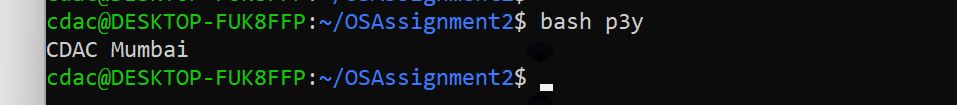 cdac@DESKTOP-FUK8FFP:~/OSAssignment2$ bash p3y
CDAC Mumbai
cdac@DESKTOP-FUK8FFP:~/OSAssignment2$